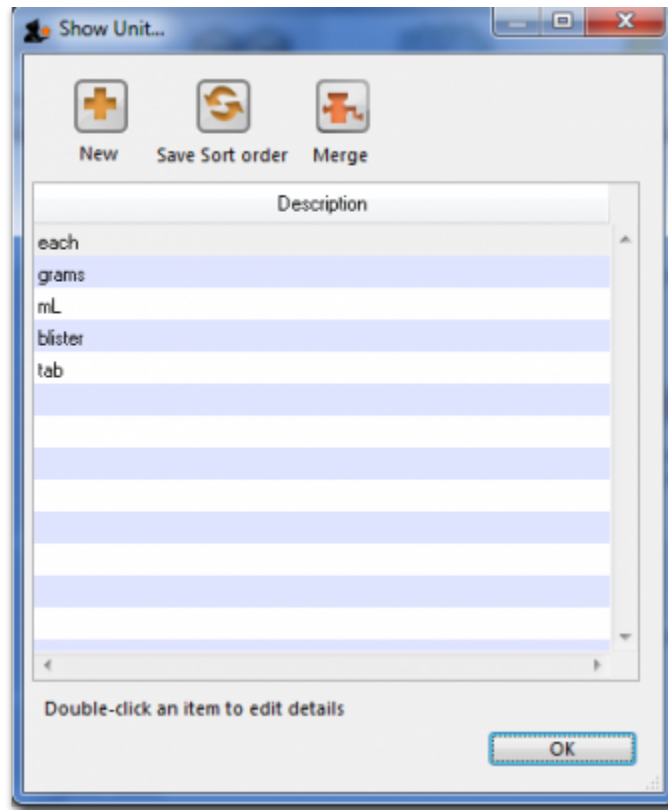 Show Unit...
New Save Sort order Merge
Description
each
grams
mL
blister
tab
Double-click an item to edit details
OK